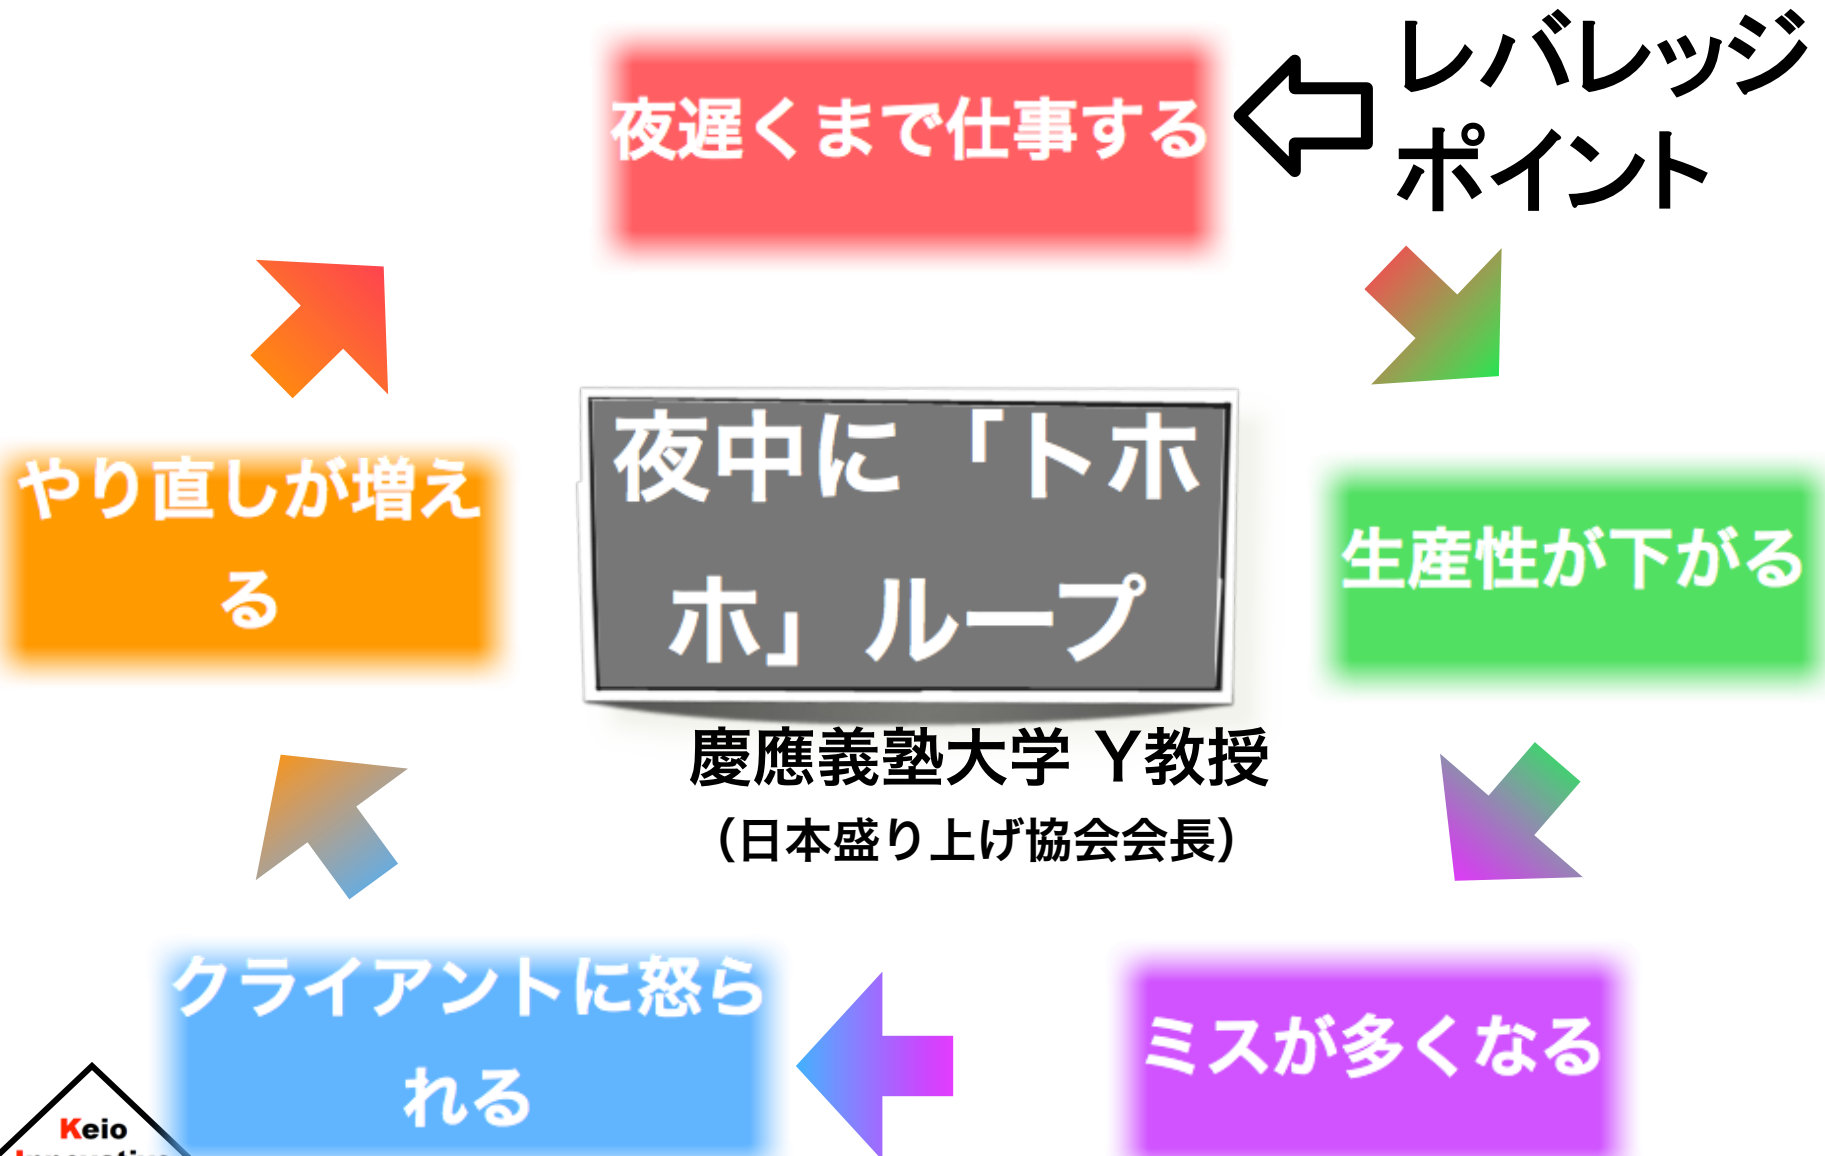 レバレッジ
ポイント
夜遅くまで仕事する
夜中に「トホ
ホ」ループ
やり直しが増え
る
生産性が下がる
慶應義塾大学 Y教授
（日本盛り上げ協会会長）
クライアントに怒ら
れる
ミスが多くなる
Keio